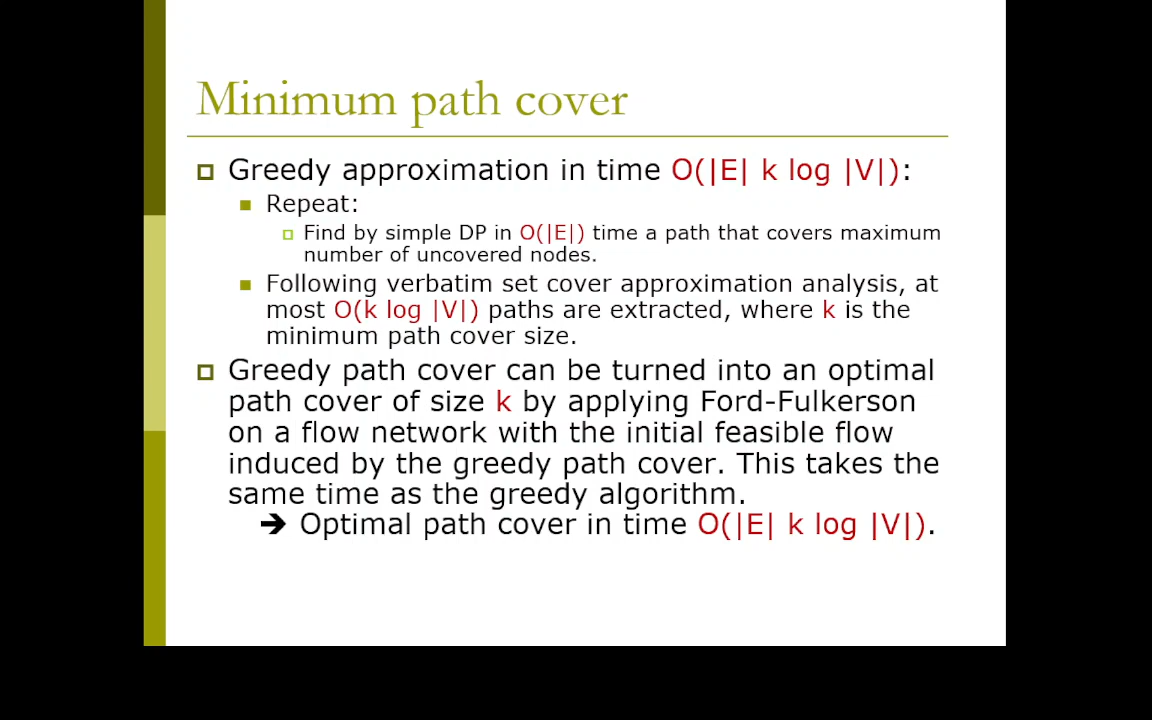 Minimum path cover
Greedy approximation in time O(|E| k log |V|):
Repeat:
Find by simple DP in O(|E|) time a path that covers maximum
number of uncovered nodes.
Following verbatim set cover approximation analysis, at
most O(k log |V|) paths are extracted, where k is the
minimum path cover size.
Greedy path cover can be turned into an optimal
path cover of size k by applying Ford-Fulkerson
on a flow network with the initial feasible flow
induced by the greedy path cover. This takes the
same time as the greedy algorithm.
➔ Optimal path cover in time O(|E| k log |V|).